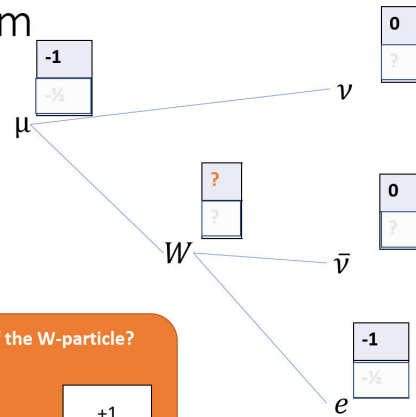 m
0
-1
?
-½
ν
μ
?
?
0
W
?
ν̄
f the W-particle?
-1
-½
+1
e